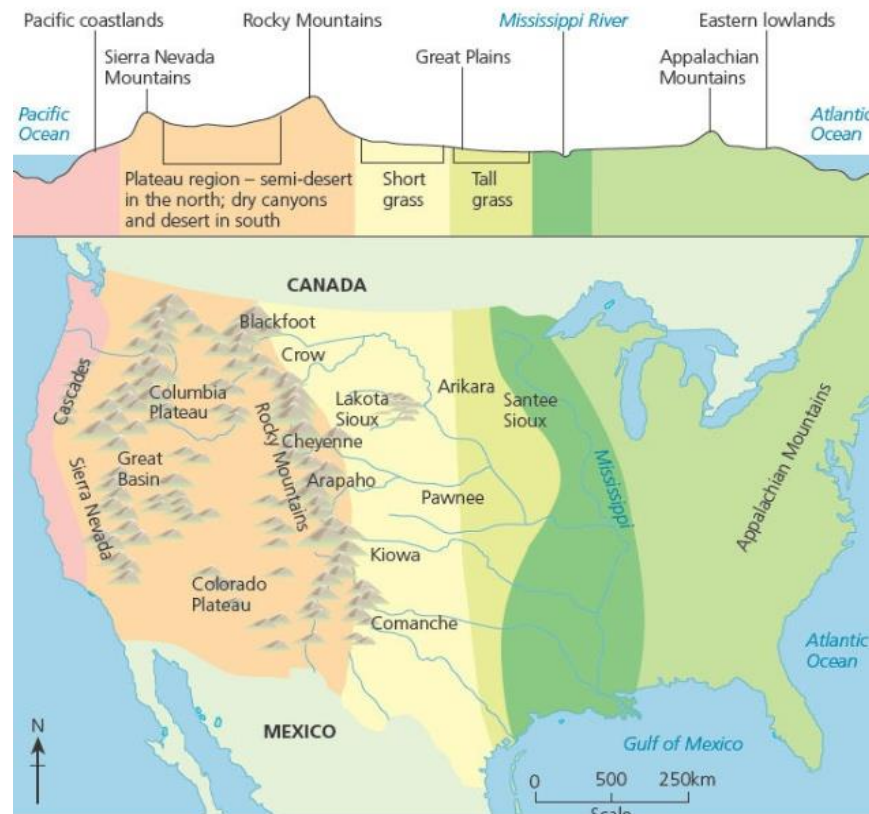 Pacific coastlands
Rocky Mountains
Mississippi River
Eastern lowlands
Sierra Nevada
Mountains
Great Plains
Appalachian
Mountains
Pacific
Ocean
Atlantic
Ocean
Plateau region – semi-desert
in the north; dry canyons
and desert in south
Short
grass
Tall
grass
CANADA
Blackfoot
Crow
Cascades
Columbia
Plateau
Rocky Mountains
Lakota
Sioux
Arikara
Santee
Sioux
Cheyenne
Great
Basin
Sierra Nevada
Arapaho
Pawnee
Mississippi
Appalachian Mountains
Kiowa
Colorado
Plateau
Comanche
Atlantic
Ocean
MEXICO
Gulf of Mexico
N
0 500 250km
Scale